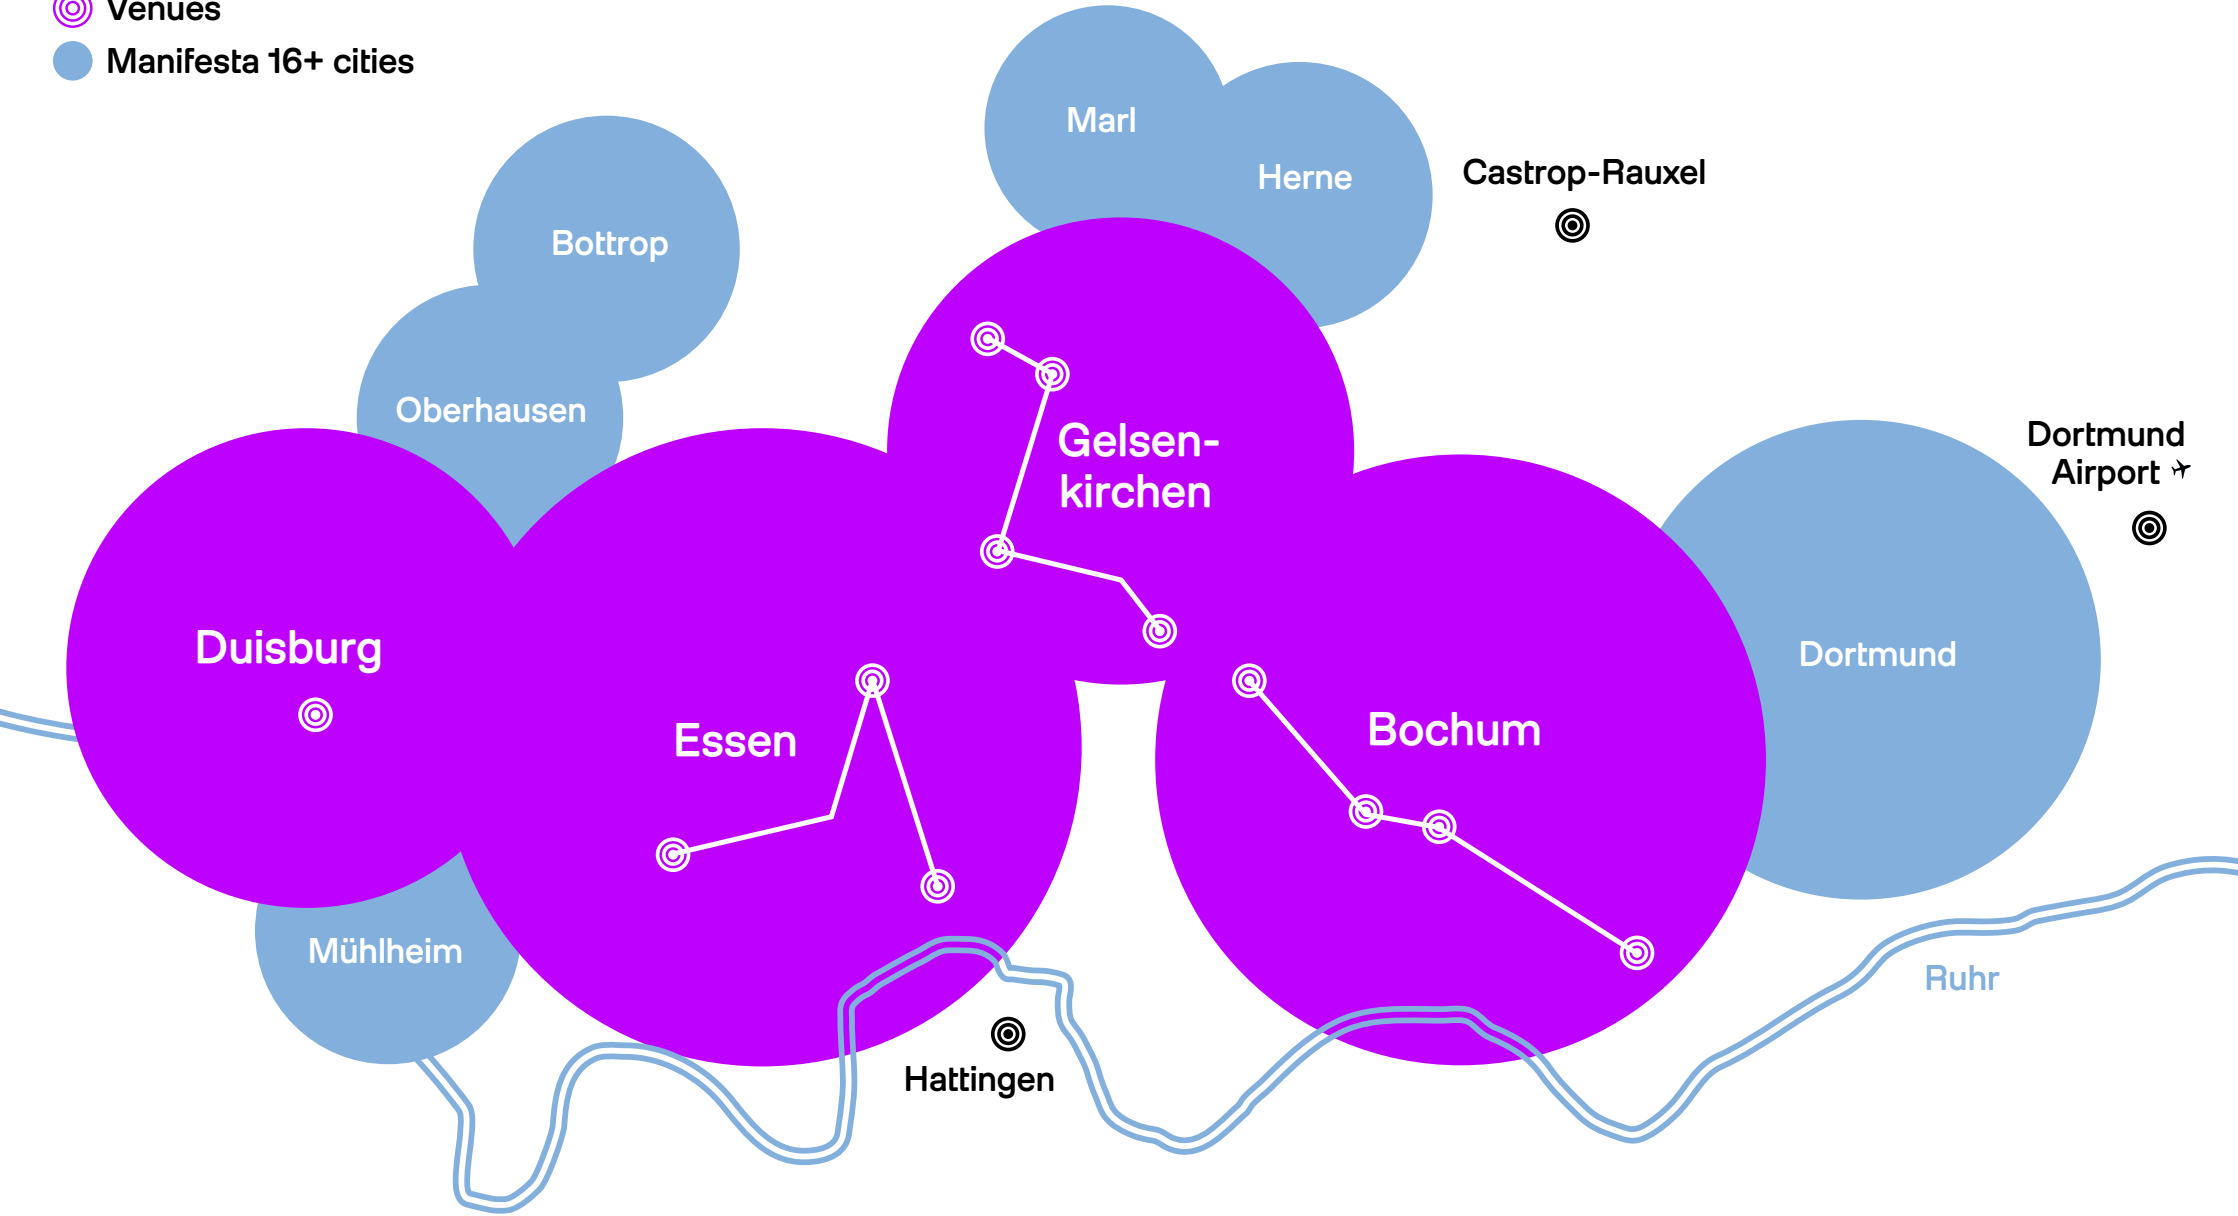 Venues
Manifesta 16+ cities
Marl
Herne
Castrop-Rauxel
Bottrop
Oberhausen
Gelsen-
kirchen
Dortmund
Airport
Duisburg
Essen
Bochum
Dortmund
Mühlheim
Ruhr
Hattingen